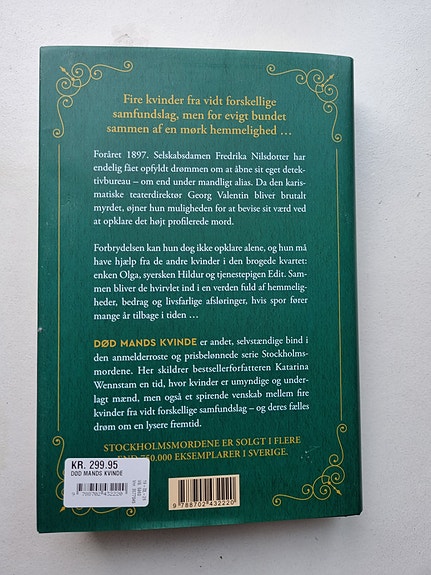 Fire kvinder fra vidt forskellige
samfundslag, men for evigt bundet
sammen af en mørk hemmelighed …
Foråret 1897. Selskabsdamen Fredrika Nilsdotter har
endelig fået opfyldt drømmen om at åbne sit eget detek-
tivbureau – om end under mandligt alias. Da den karis-
matiske teaterdirektør Georg Valentin bliver brutalt
myrdet, øjner hun muligheden for at bevise sit værd ved
at opklare det højt profilerede mord.
Forbrydelsen kan hun dog ikke opklare alene, og hun må
have hjælp fra de andre kvinder i den brogede kvartet:
enken Olga, syersken Hildur og tjenestepigen Edit. Sam-
men bliver de hvirvlet ind i en verden fuld af hemmelig-
heder, bedrag og livsfarlige afsløringer, hvis spor fører
mange år tilbage i tiden …
DØD MANDS KVINDE er andet, selvstændige bind i
den anmelderroste og prisbelønnede serie Stockholms-
mordene. Her skildrer bestsellerforfatteren Katarina
Wennstam en tid, hvor kvinder er umyndige og under-
lagt mænd, men også et spirende venskab mellem fire
kvinder fra vidt forskellige samfundslag – og deres fælles
drøm om en lysere fremtid.
STOCKHOLMSMORDENE ER SOLGT I FLERE
750.000 EKSEMPLARER I SVERIGE.
KR. 299.95
DØD MANDS KVINDE
9 788702 432220
9 788702 432220